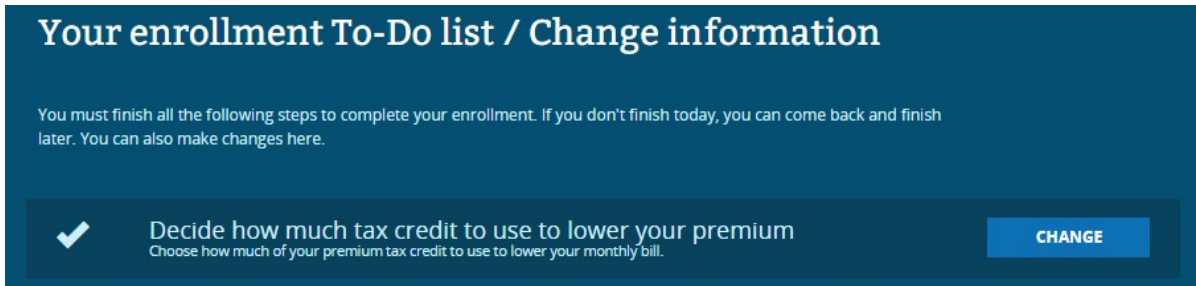 Your enrollment To-Do list / Change information
You must finish all the following steps to complete your enrollment. If you don't finish today, you can come back and finish
later. You can also make changes here.
Decide how much tax credit to use to lower your premium
Choose how much of your premium tax credit to use to lower your monthly bill.
CHANGE